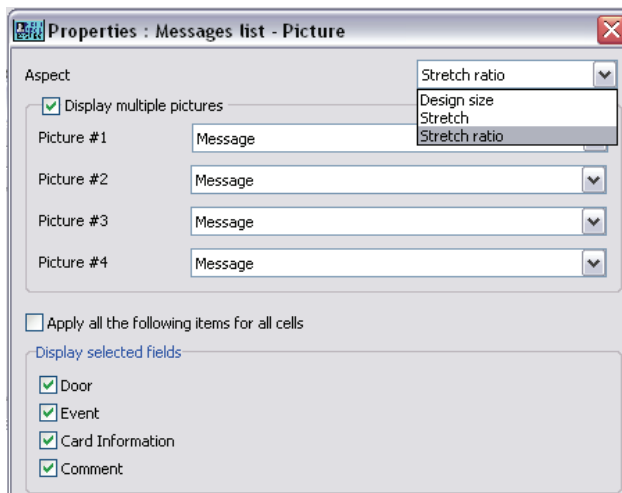 Properties : Messages list - Picture
Aspect
Stretch ratio
Design size
Stretch
Stretch ratio
Display multiple pictures
Picture #1
Message
Picture #2
Message
Picture #3
Message
Picture #4
Message
Apply all the following items for all cells
Display selected fields
Door
Event
Card Information
Comment